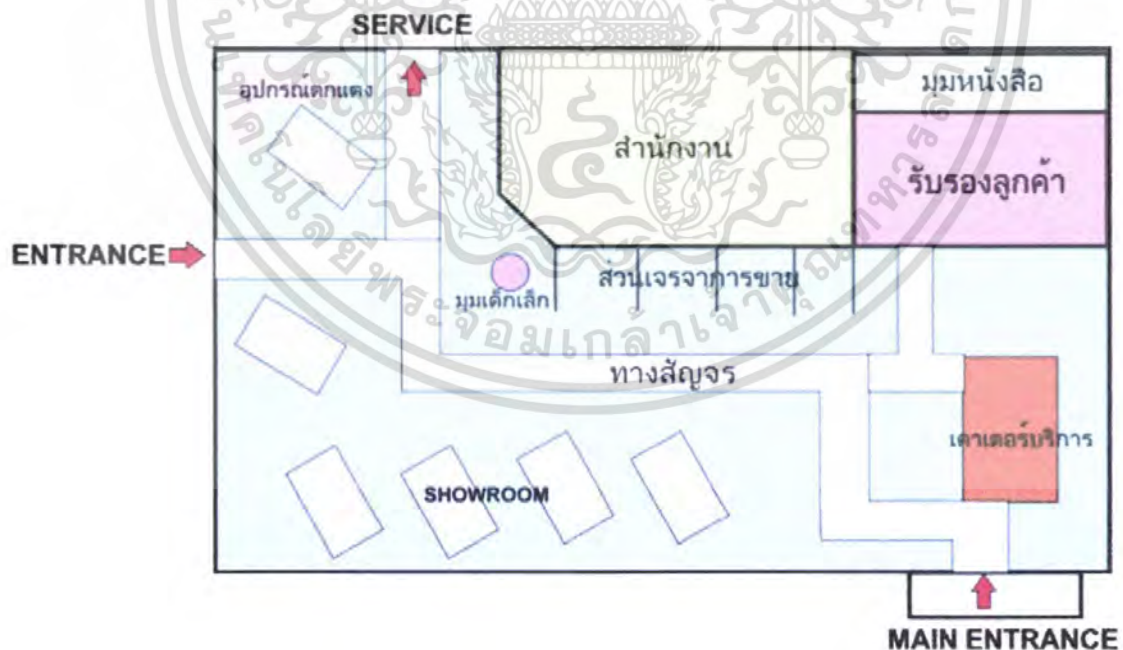 SERVICE
อุปกรณ์ตกแตง
มุมหนังสือ
สำนักงาน
รับรองลูกค้า
ENTRANCE
ส่วนเจรจาการขาย
มุมเด็กเล็ก
ทางสัญจร
เคาเตอร์บริการ
SHOWROOM
MAIN ENTRANCE